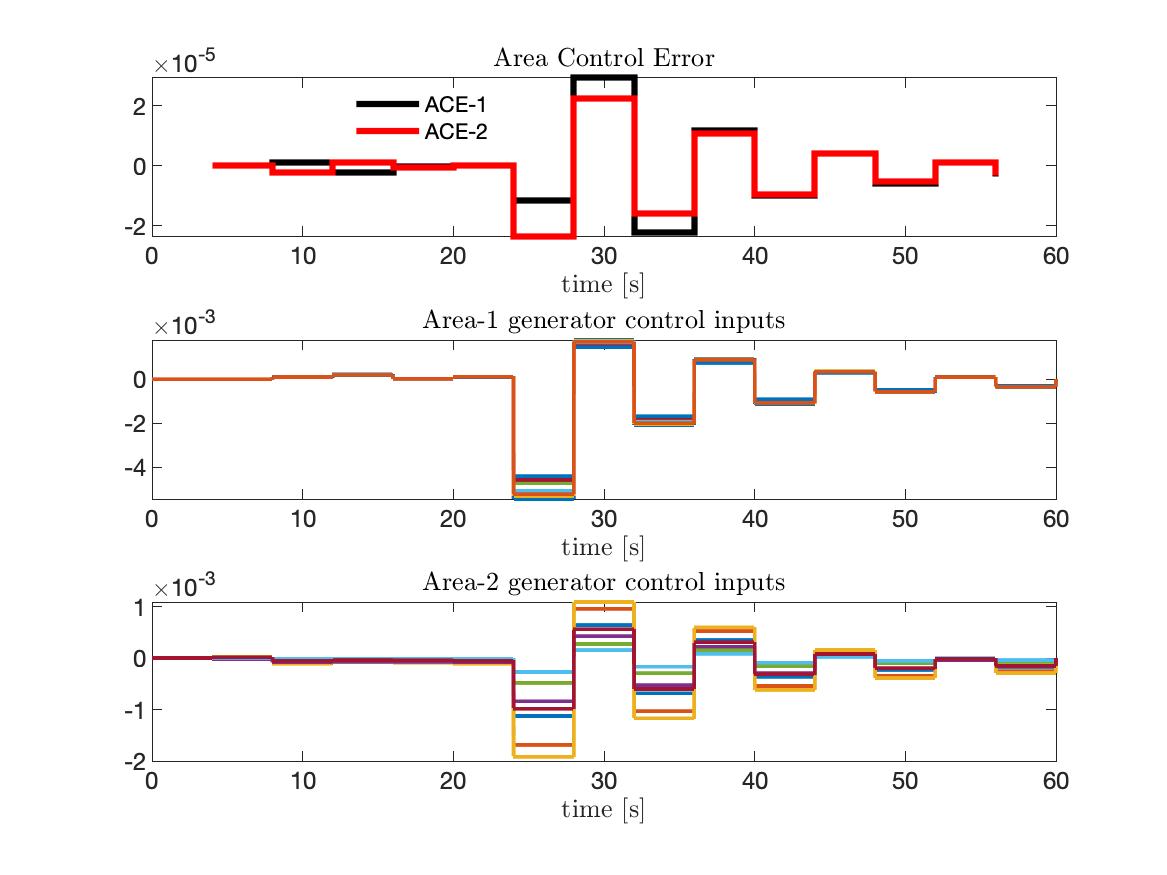 ×10-5
Area Control Error
2
0
-2
ACE-1
ACE-2
0 10 20 30 40 50 60
time [s]
×10-3
Area-1 generator control inputs
0
-2
-4
0 10 20 30 40 50 60
time [s]
×10-3
Area-2 generator control inputs
1
0
-1
-2
0 10 20 30 40 50 60
time [s]